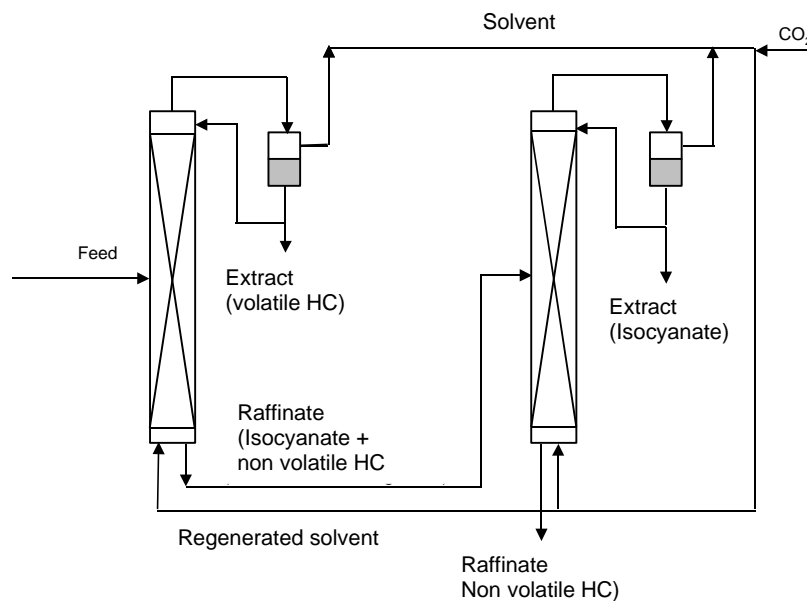 Solvent
CO2
Feed
Extract
(volatile HC)
Extract
(Isocyanate)
Raffinate
(Isocyanate +
non volatile HC
Regenerated solvent
Raffinate
Non volatile HC)